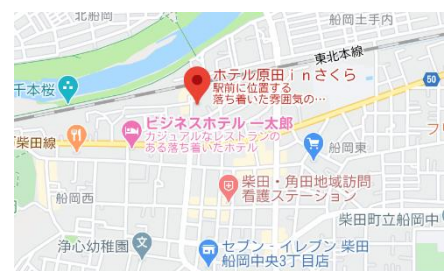 北船岡
船岡土手内
東北本線
ホテル原田ｉｎさくら
駅前に位置する
落ち着いた雰囲気の…
千本桜
50
ビジネスホテル 一太郎
カジュアルなレストランの
ある落ち着いたホテル
柴田線
船岡東
フリ
柴田・角田地域訪問
看護ステーション
船岡西
柴田町立船岡中
浄心幼稚園
セブン‐イレブン 柴田
船岡中央3丁目店